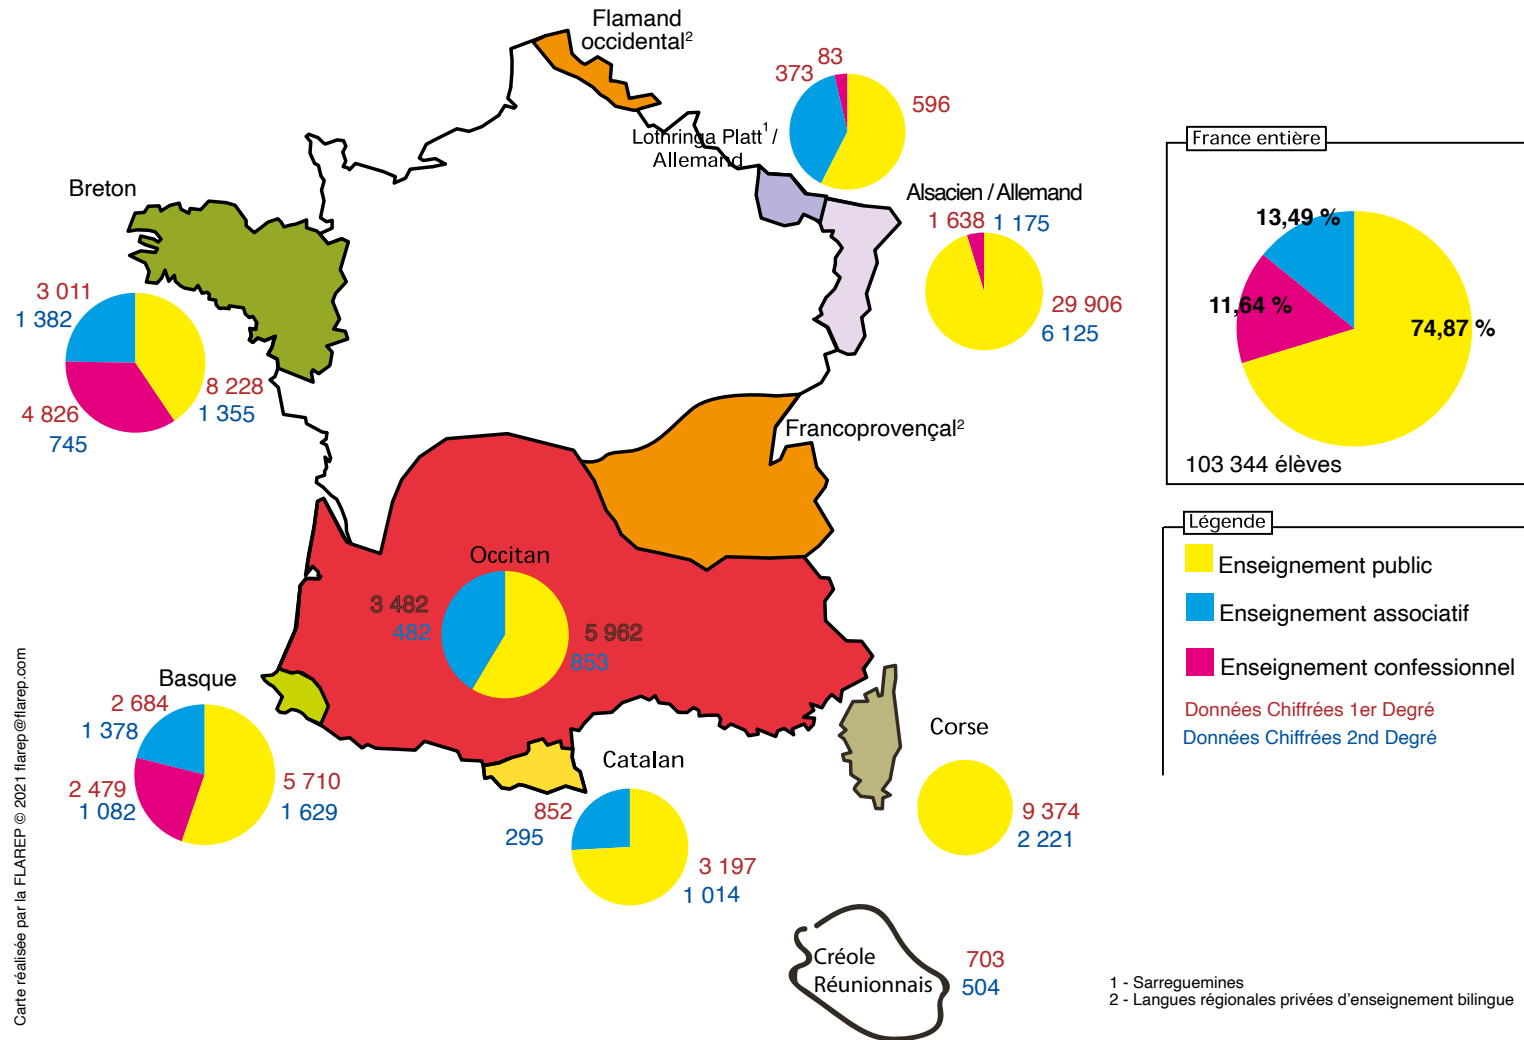 Flamand
occidental²
83
373
596
Lothringa Platt¹/
Allemand
France entière
Breton
Alsacien / Allemand
1 638 1 175
13,49 %
3 011
1 382
29 906
6 125
11,64 %
74,87 %
8 228
1 355
4 826
745
Francoprovençal²
103 344 élèves
Légende
Occitan
Enseignement public
3 482
482
5 962
853
Enseignement associatif
Enseignement confessionnel
Basque
2 684
1 378
Données Chiffrées 1er Degré
Données Chiffrées 2nd Degré
Corse
Catalan
2 479
1 082
5 710
1 629
852
295
9 374
2 221
3 197
1 014
Créole
Réunionnais
703
504
1 - Sarreguemines
2 - Langues régionales privées d'enseignement bilingue
Carte réalisée par la FLAREP © 2021 flarep@flarep.com